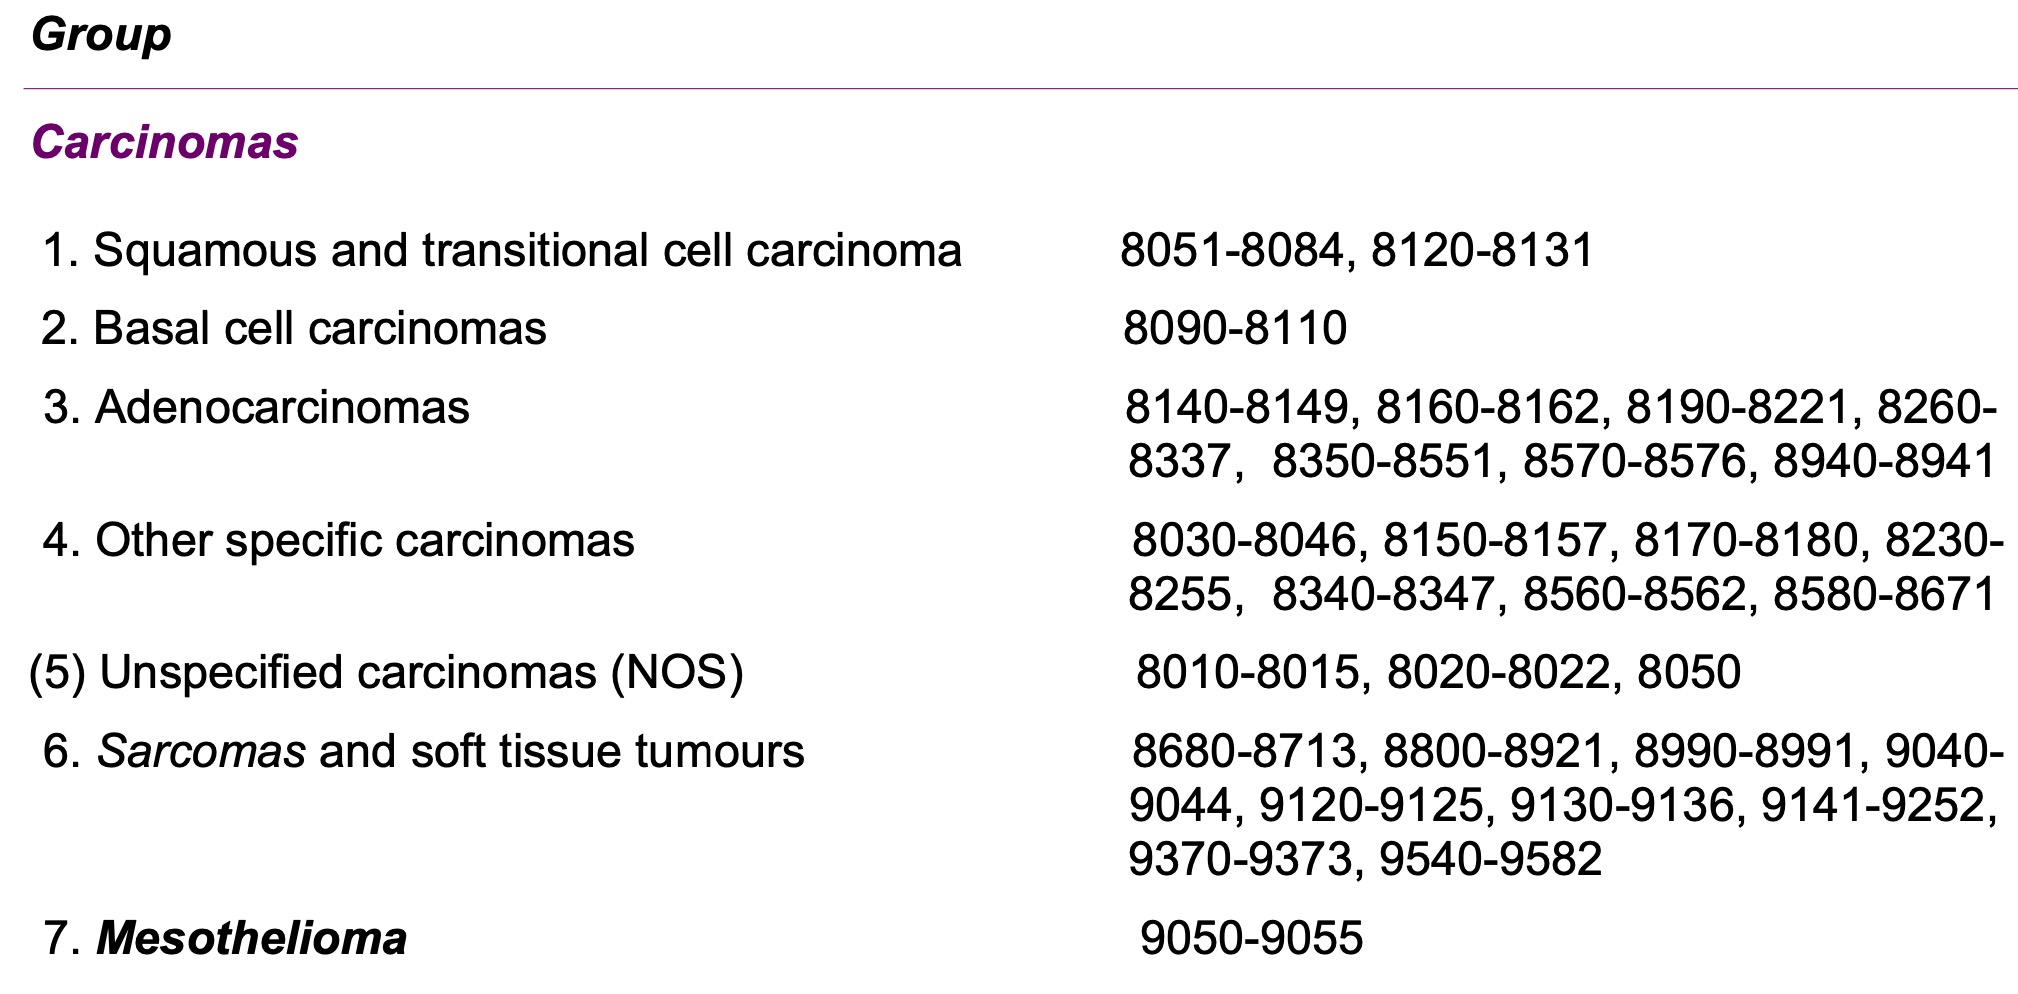 Group
Carcinomas
1. Squamous and transitional cell carcinoma 8051-8084, 8120-8131
2. Basal cell carcinomas 8090-8110
3. Adenocarcinomas 8140-8149, 8160-8162, 8190-8221, 8260-
8337, 8350-8551, 8570-8576, 8940-8941
4. Other specific carcinomas 8030-8046, 8150-8157, 8170-8180, 8230-
8255, 8340-8347, 8560-8562, 8580-8671
(5) Unspecified carcinomas (NOS) 8010-8015, 8020-8022, 8050
6. Sarcomas and soft tissue tumours 8680-8713, 8800-8921, 8990-8991, 9040-
9044, 9120-9125, 9130-9136, 9141-9252,
9370-9373, 9540-9582
7. Mesothelioma 9050-9055